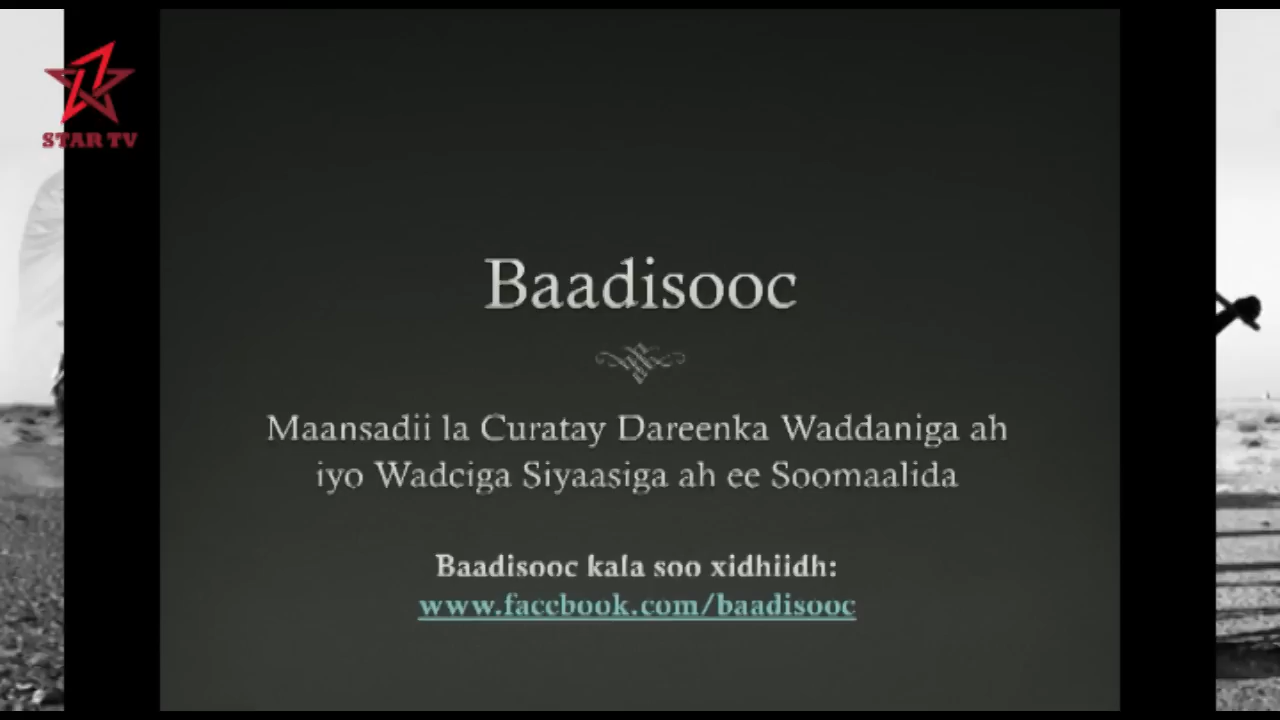 STAR TV
Baadisooc
Maansadii la Curatay Dareenka Waddaniga ah
iyo Wadciga Siyaasiga ah ee Soomaalida
Baadisooc kala soo xidhiidh:
www.facebook.com/baadisooc